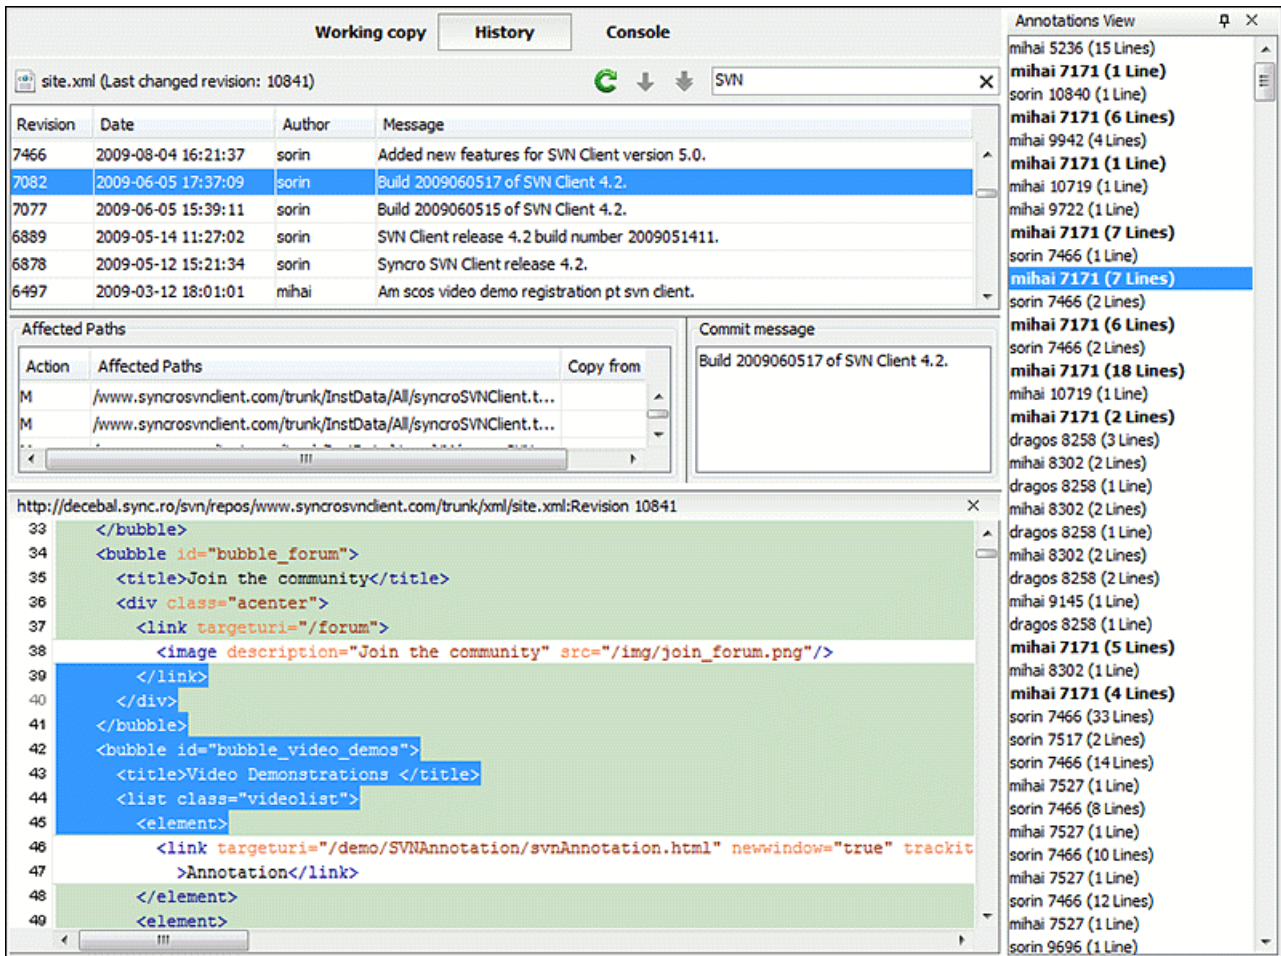 Working copy History Console
site.xml (Last changed revision: 10841) SVN
Revision Date Author Message
7466 2009-08-04 16:21:37 sorin Added new features for SVN Client version 5.0.
7082 2009-06-05 17:37:09 sorin Build 2009060517 of SVN Client 4.2.
7077 2009-06-05 15:39:11 sorin Build 2009060515 of SVN Client 4.2.
6889 2009-05-14 11:27:02 sorin SVN Client release 4.2 build number 2009051411.
6878 2009-05-12 15:21:34 sorin Syncro SVN Client release 4.2.
6497 2009-03-12 18:01:01 mihai Am scos video demo registration pt svn client.
Affected Paths
Action Affected Paths Copy from
M /www.syncrosvnclient.com/trunk/InstData/All/syncroSVNClient.t...
M /www.syncrosvnclient.com/trunk/InstData/All/syncroSVNClient.t...
Commit message
Build 2009060517 of SVN Client 4.2.
http://decebal.sync.ro/svn/repos/www.syncrosvnclient.com/trunk/xml/site.xml:Revision 10841
33 </bubble>
34 <bubble id="bubble_forum">
35 <title>Join the community</title>
36 <div class="acenter">
37 <link targeturi="/forum">
38 <image description="Join the community" src="/img/join_forum.png"/>
39 </link>
40 </div>
41 </bubble>
42 <bubble id="bubble_video_demos">
43 <title>Video Demonstrations </title>
44 <list class="videolist">
45 <element>
46 <link targeturi="/demo/SVNAnnotation/svnAnnotation.html" newwindow="true" trackit
47 >Annotation</link>
48 </element>
49 <element>
Annotations View
mihai 5236 (15 Lines)
mihai 7171 (1 Line)
sorin 10840 (1 Line)
mihai 7171 (6 Lines)
mihai 9942 (4 Lines)
mihai 7171 (1 Line)
mihai 10719 (1 Line)
mihai 9722 (1 Line)
mihai 7171 (7 Lines)
sorin 7466 (1 Line)
mihai 7171 (7 Lines)
sorin 7466 (2 Lines)
mihai 7171 (6 Lines)
sorin 7466 (2 Lines)
mihai 7171 (18 Lines)
mihai 10719 (1 Line)
mihai 7171 (2 Lines)
dragos 8258 (3 Lines)
mihai 8302 (2 Lines)
dragos 8258 (1 Line)
mihai 8302 (2 Lines)
dragos 8258 (1 Line)
mihai 8302 (2 Lines)
dragos 8258 (2 Lines)
mihai 9145 (1 Line)
dragos 8258 (1 Line)
mihai 7171 (5 Lines)
mihai 8302 (1 Line)
mihai 7171 (4 Lines)
sorin 7466 (33 Lines)
sorin 7517 (2 Lines)
sorin 7466 (14 Lines)
mihai 7527 (1 Line)
sorin 7466 (8 Lines)
mihai 7527 (1 Line)
sorin 7466 (10 Lines)
mihai 7527 (1 Line)
sorin 7466 (12 Lines)
mihai 7527 (1 Line)
sorin 9696 (1 Line)